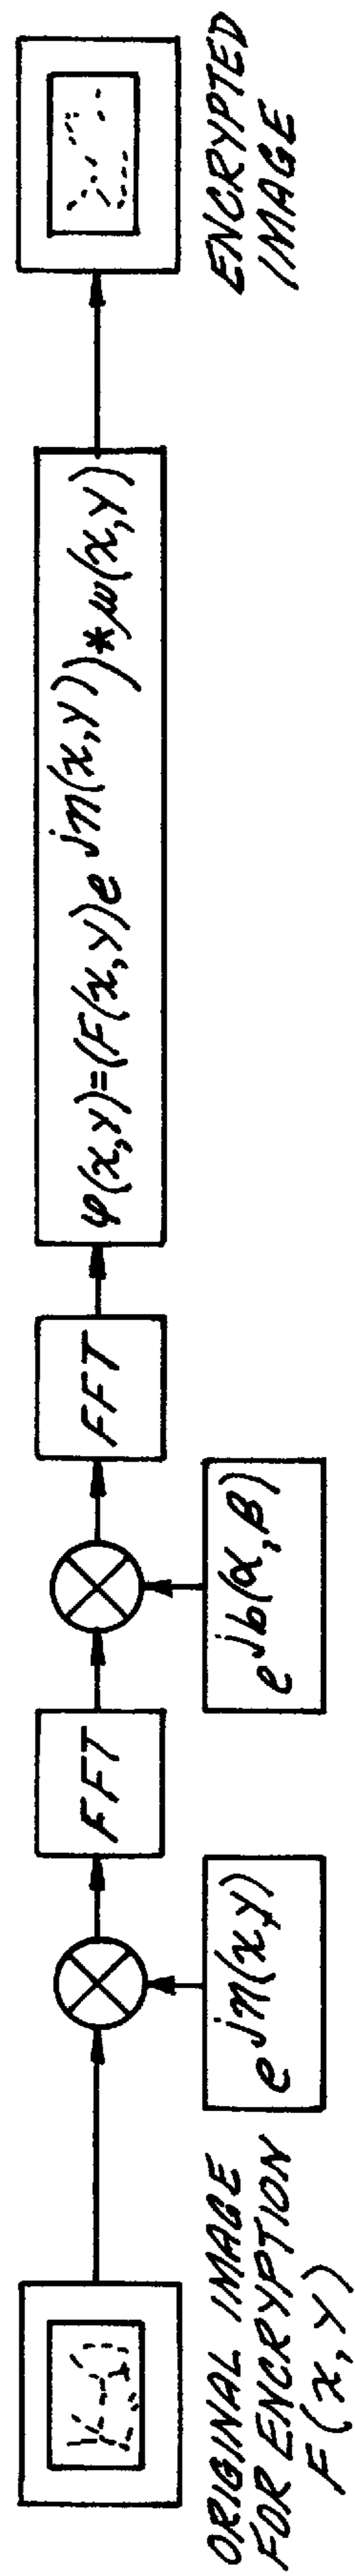 ORIGINAL IMAGE
FOR ENCRYPTION
F(x,y)
e^jn(x,y)
FFT
e^jb(α,β)
FFT
φ(x,y)=(F(x,y)e^jn(x,y))*μ(x,y)
ENCRYPTED
IMAGE